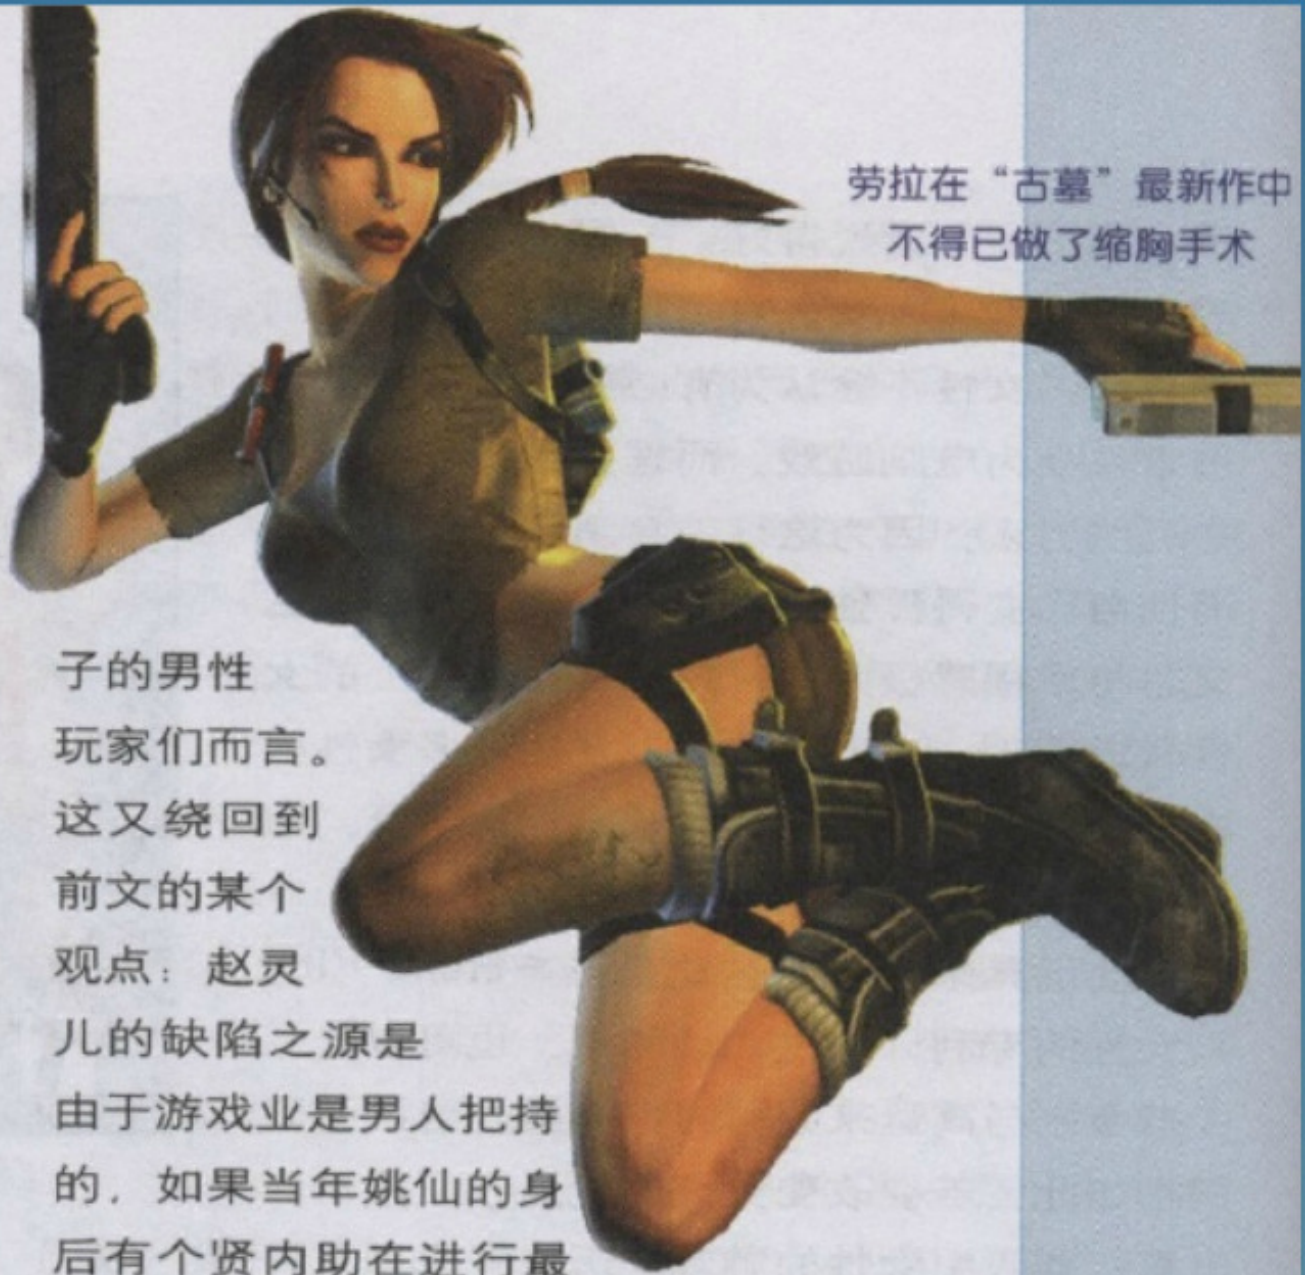 劳拉在“古墓”最新作中
不得已做了缩胸手术
子的男性
玩家们而言。
这又绕回到
前文的某个
观点：赵灵
儿的缺陷之源是
由于游戏业是男人把持
的，如果当年姚仙的身
后有个贤内助在进行最